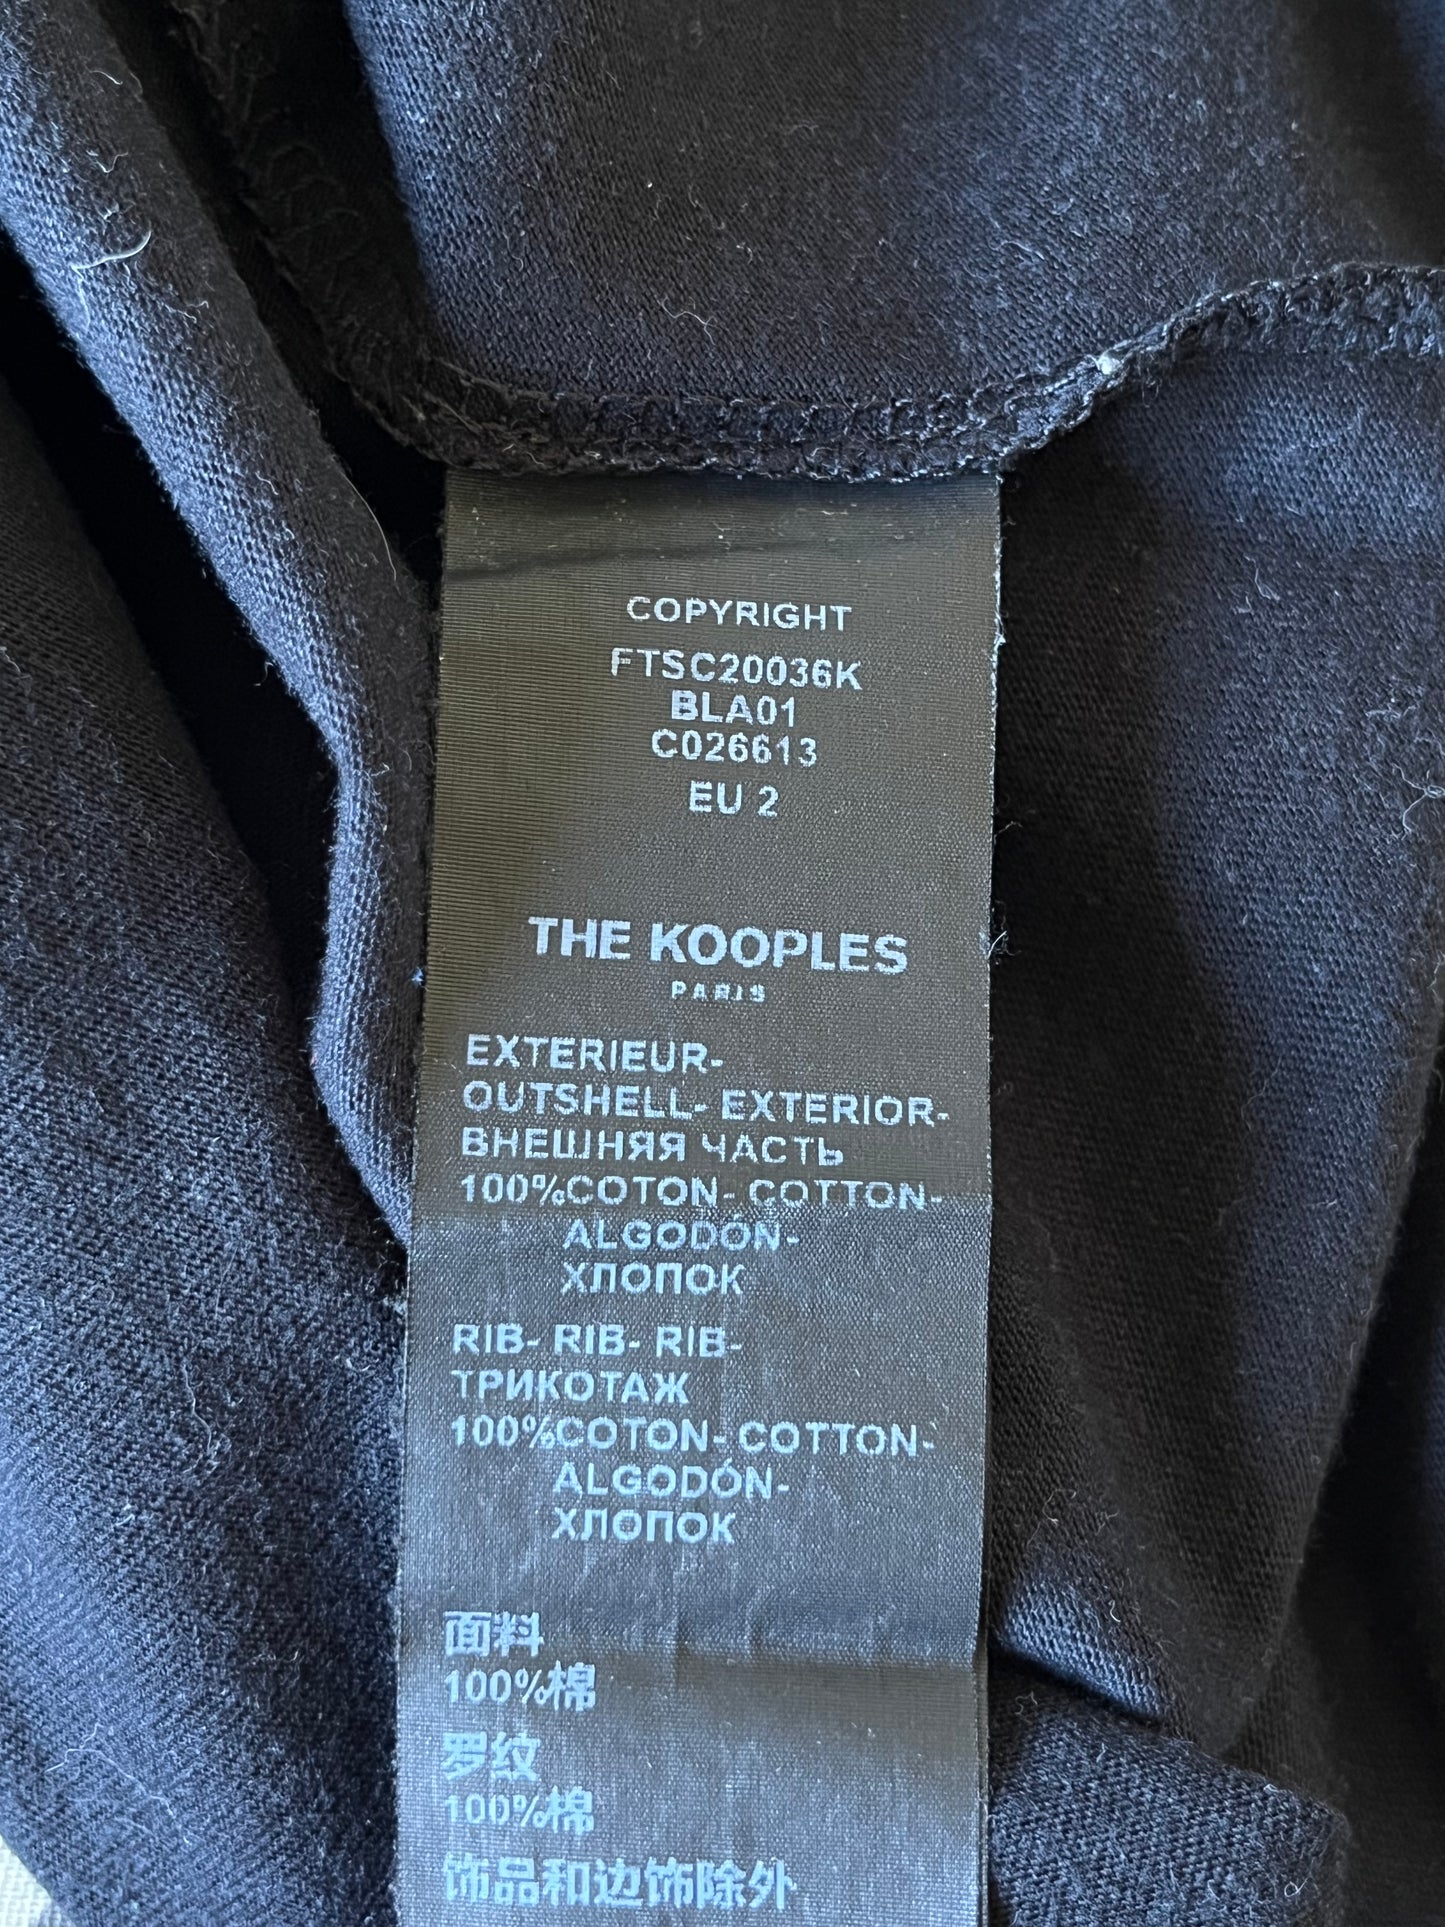 COPYRIGHT
FTSC20036K
BLA01
C026613
EU 2
THE KOOPLES
PARIS
EXTERIEUR-
OUTSHELL- EXTERIOR-
ВНЕШНЯЯ ЧАСТЬ
100%COTON- COTTON-
ALGODÓN-
ХЛОПОК
RIB- RIB- RIB-
ТРИКОТАЖ
100%COTON- COTTON-
ALGODÓN-
ХЛОПОК
面料
100%棉
罗纹
100%棉
饰品和边饰除外